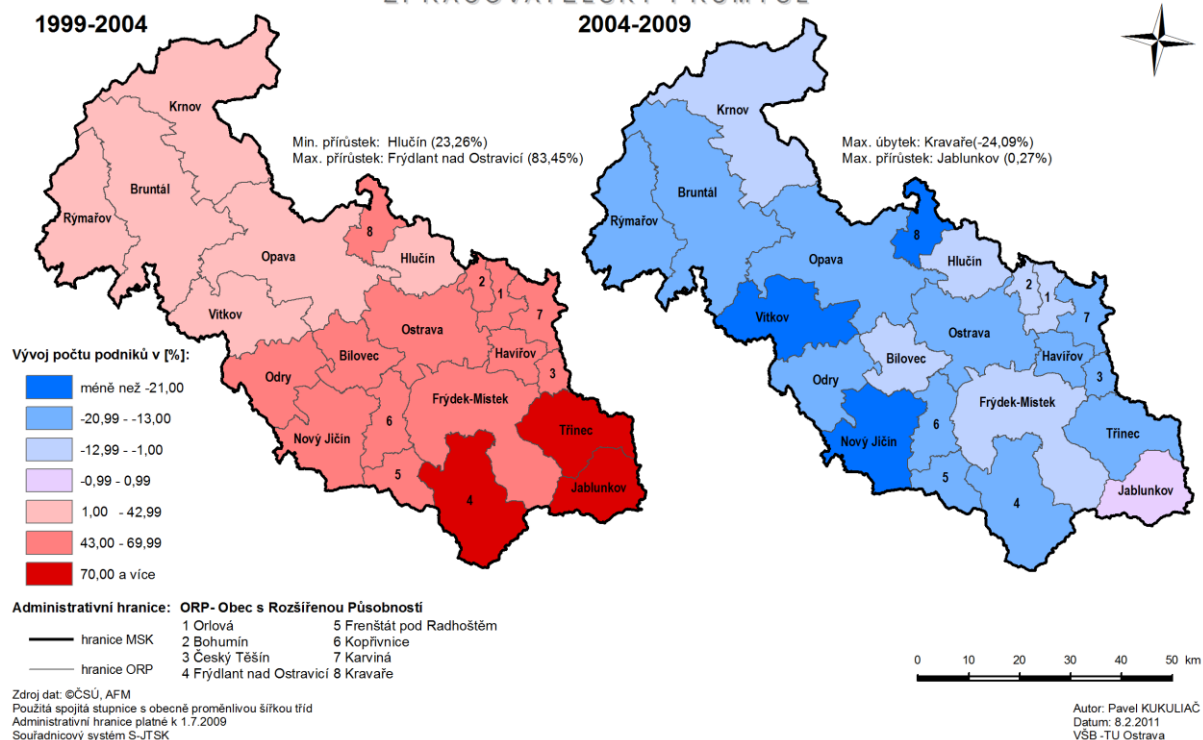 ZPRACOVATELSKÝ PRŮMYSL
1999-2004
2004-2009
Min. přírůstek: Hlučín (23,26%)
Max. přírůstek: Frýdlant nad Ostravicí (83,45%)
Max. úbytek: Kravaře(-24,09%)
Max. přírůstek: Jablunkov (0,27%)
Krnov
Bruntál
Rýmařov
Opava
8
Hlučín
Vítkov
2
1
7
Ostrava
Bílovec
Havířov
3
Odry
Frýdek-Místek
6
Nový Jičín
Třinec
5
4
Jablunkov
Krnov
Bruntál
Rýmařov
8
Opava
Hlučín
2
1
7
Vítkov
Ostrava
Bílovec
Havířov
3
Odry
Frýdek-Místek
Třinec
Nový Jičín
6
5
4
Jablunkov
Vývoj počtu podniků v [%]:
méně než -21,00
-20,99 - -13,00
-12,99 - -1,00
-0,99 - 0,99
1,00 - 42,99
43,00 - 69,99
70,00 a více
Administrativní hranice:
hranice MSK
hranice ORP
ORP- Obec s Rozšířenou Působností
1 Orlová
2 Bohumín
3 Český Těšín
4 Frýdlant nad Ostravicí
5 Frenštát pod Radhoštěm
6 Kopřivnice
7 Karviná
8 Kravaře
Zdroj dat: ©ČSÚ, AFM
Použitá spojitá stupnice s obecně proměnlivou šířkou tříd
Administrativní hranice platné k 1.7.2009
Souřadnicový systém S-JTSK
0 10 20 30 40 50 km
Autor: Pavel KUKULIAČ
Datum: 8.2.2011
VŠB -TU Ostrava